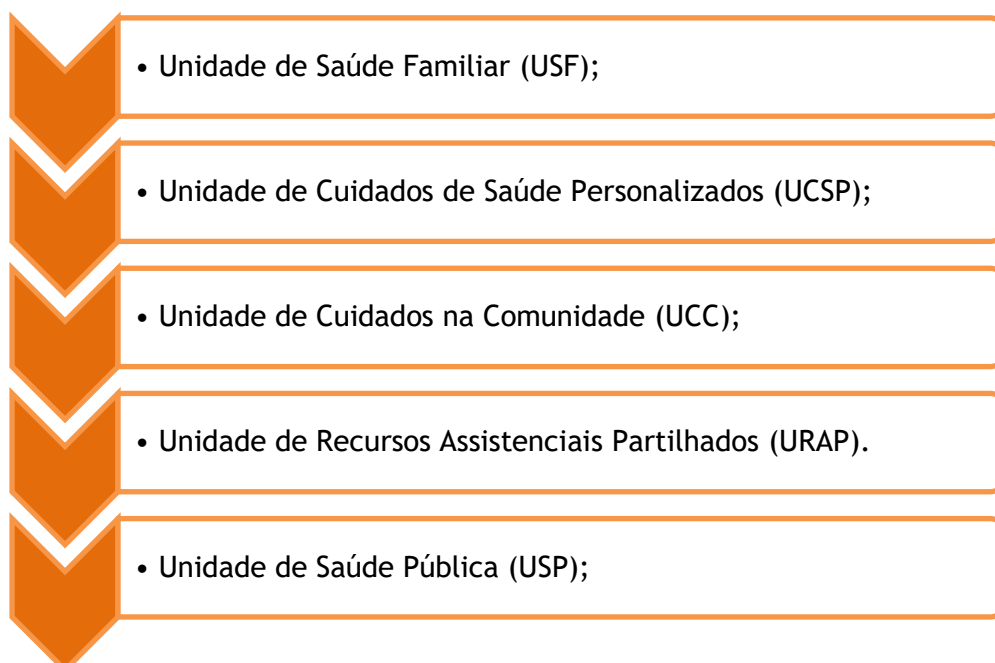 • Unidade de Saúde Familiar (USF);
• Unidade de Cuidados de Saúde Personalizados (UCSP);
• Unidade de Cuidados na Comunidade (UCC);
• Unidade de Recursos Assistenciais Partilhados (URAP).
• Unidade de Saúde Pública (USP);